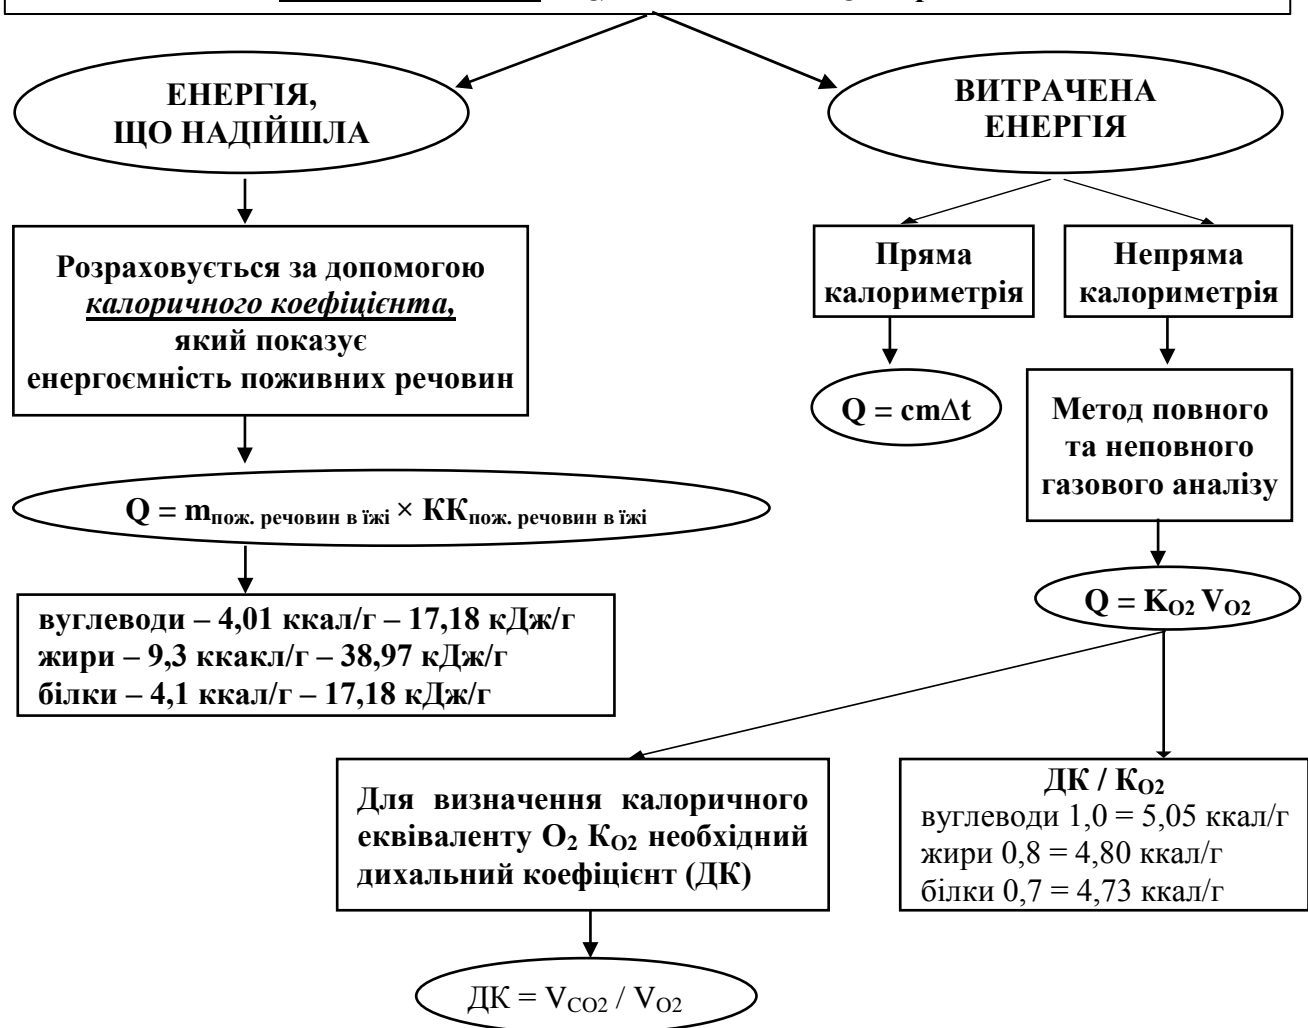 ЕНЕРГІЯ,
ЩО НАДІЙШЛА
ВИТРАЧЕНА
ЕНЕРГІЯ
Розраховується за допомогою
калоричного коефіцієнта,
який показує
енергоємність поживних речовин
Пряма
калориметрія
Непряма
калориметрія
Q = cm∆t
Метод повного
та неповного
газового аналізу
Q = mпож. речовин в їжі × ККпож. речовин в їжі
Q = KO2 VO2
вуглеводи – 4,01 ккал/г – 17,18 кДж/г
жири – 9,3 ккакл/г – 38,97 кДж/г
білки – 4,1 ккал/г – 17,18 кДж/г
Для визначення калоричного
еквіваленту O2 KO2 необхідний
дихальний коефіцієнт (ДК)
ДК / KO2
вуглеводи 1,0 = 5,05 ккал/г
жири 0,8 = 4,80 ккал/г
білки 0,7 = 4,73 ккал/г
ДК = VCO2 / VO2